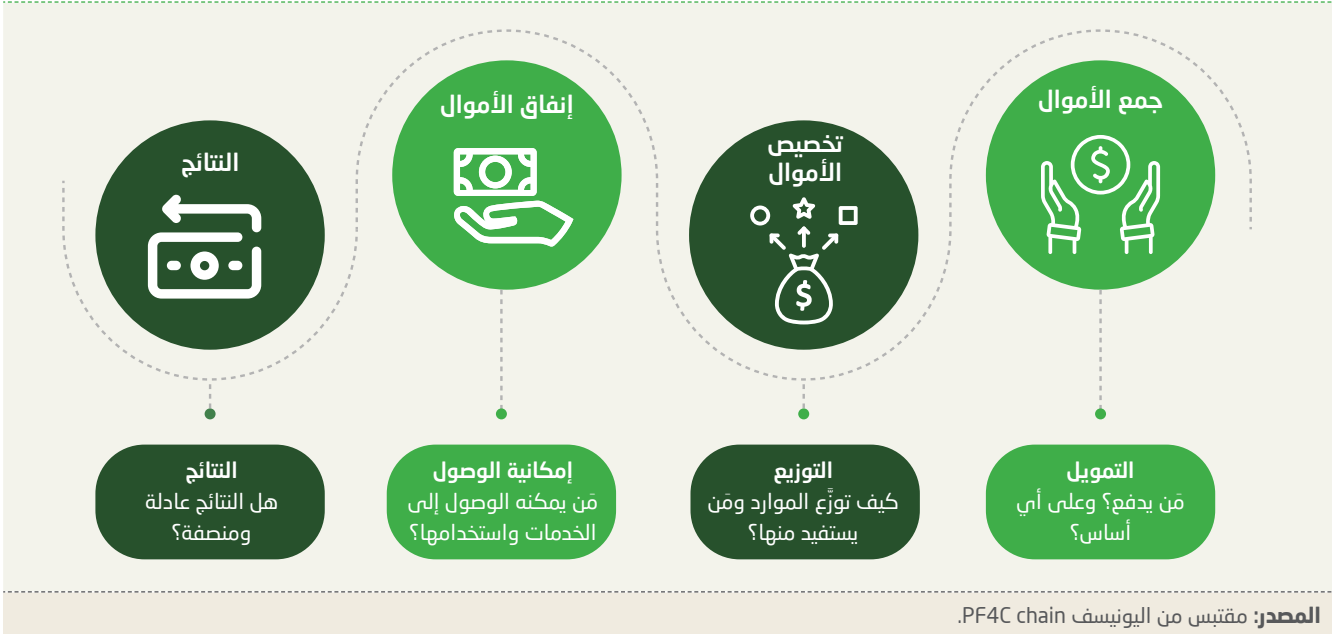 جمع الأموال
$
تخصيص
الأموال
$
إنفاق الأموال
النتائج
التمويل
مَن يدفع؟ وعلى أي
أساس؟
التوزيع
كيف توزَّع الموارد ومَن
يستفيد منها؟
إمكانية الوصول
مَن يمكنه الوصول إلى
الخدمات واستخدامها؟
النتائج
هل النتائج عادلة
ومنصفة؟
المصدر: مقتبس من اليونيسف PF4C chain.